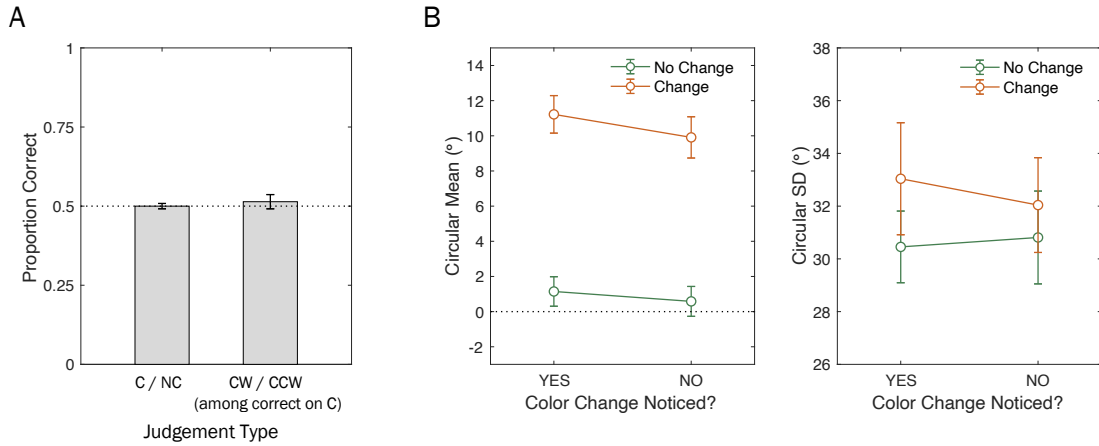 A
1
0.75
0.5
0.25
0
Proportion Correct
C / NC
CW / CCW
(among correct on C)
Judgement Type
B
14
12
10
8
6
4
2
0
-2
Circular Mean (°)
No Change
Change
YES
NO
Color Change Noticed?
38
36
34
32
30
28
26
Circular SD (°)
No Change
Change
YES
NO
Color Change Noticed?